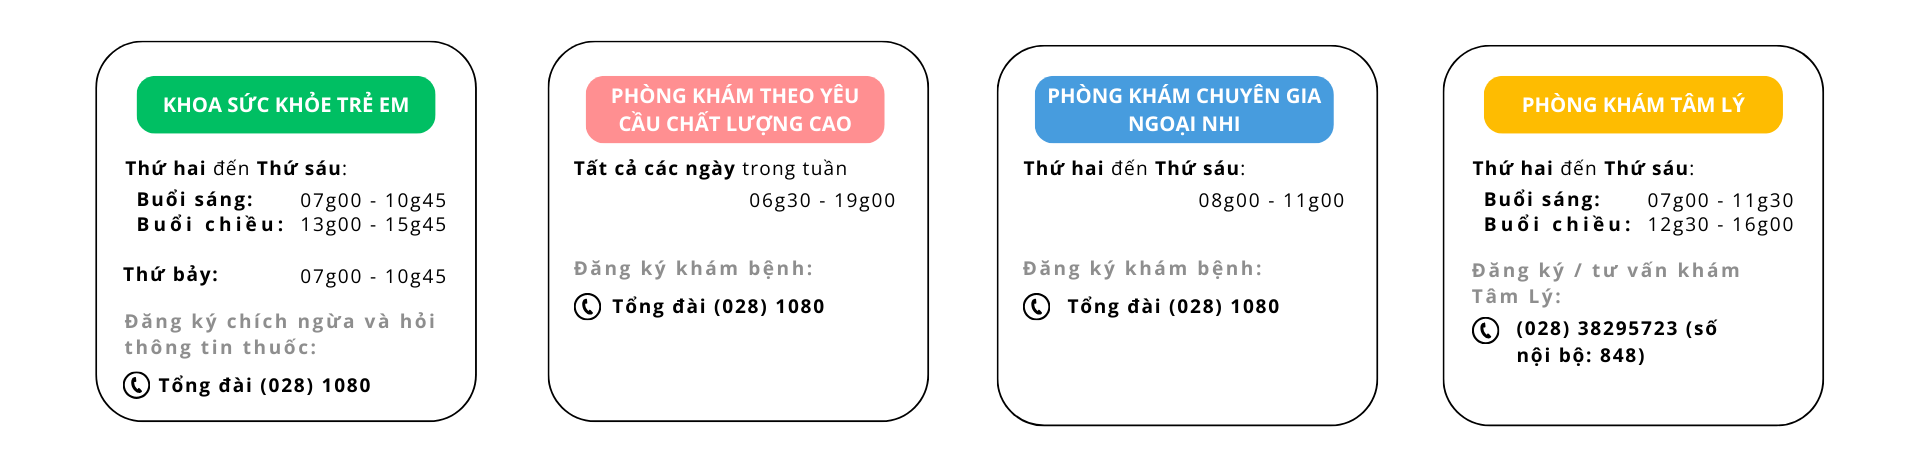 KHOA SỨC KHỎE TRẺ EM
Thứ hai đến Thứ sáu:
Buổi sáng: 07g00 - 10g45
Buổi chiều: 13g00 - 15g45
Thứ bảy: 07g00 - 10g45
Đăng ký chích ngừa và hỏi
thông tin thuốc:
Tổng đài (028) 1080
PHÒNG KHÁM THEO YÊU
CẦU CHẤT LƯỢNG CAO
Tất cả các ngày trong tuần
06g30 - 19g00
Đăng ký khám bệnh:
Tổng đài (028) 1080
PHÒNG KHÁM CHUYÊN GIA
NGOẠI NHI
Thứ hai đến Thứ sáu:
08g00 - 11g00
Đăng ký khám bệnh:
Tổng đài (028) 1080
PHÒNG KHÁM TÂM LÝ
Thứ hai đến Thứ sáu:
Buổi sáng: 07g00 - 11g30
Buổi chiều: 12g30 - 16g00
Đăng ký / tư vấn khám
Tâm Lý:
(028) 38295723 (số
nội bộ: 848)